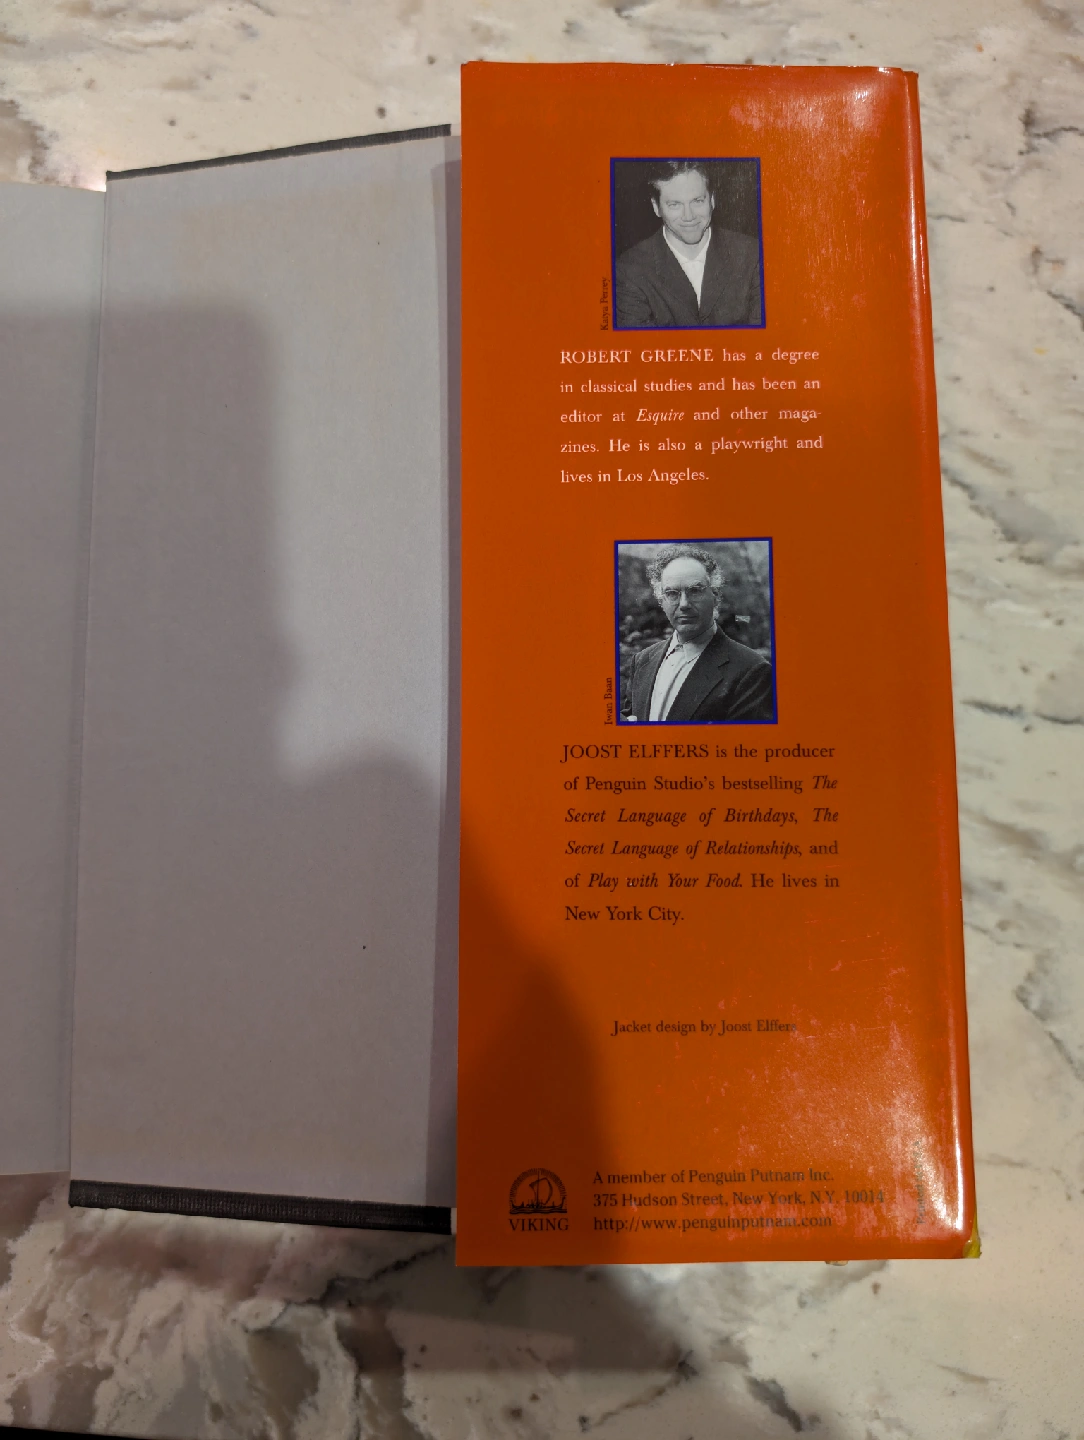 Katya Perrey
ROBERT GREENE has a degree
in classical studies and has been an
editor at Esquire and other maga-
zines. He is also a playwright and
lives in Los Angeles.
Iwan Baan
JOOST ELFFERS is the producer
of Penguin Studio's bestselling The
Secret Language of Birthdays, The
Secret Language of Relationships, and
of Play with Your Food. He lives in
New York City.
Jacket design by Joost Elffers
VIKING
A member of Penguin Putnam Inc.
375 Hudson Street, New York, N.Y. 10014
http://www.penguinputnam.com